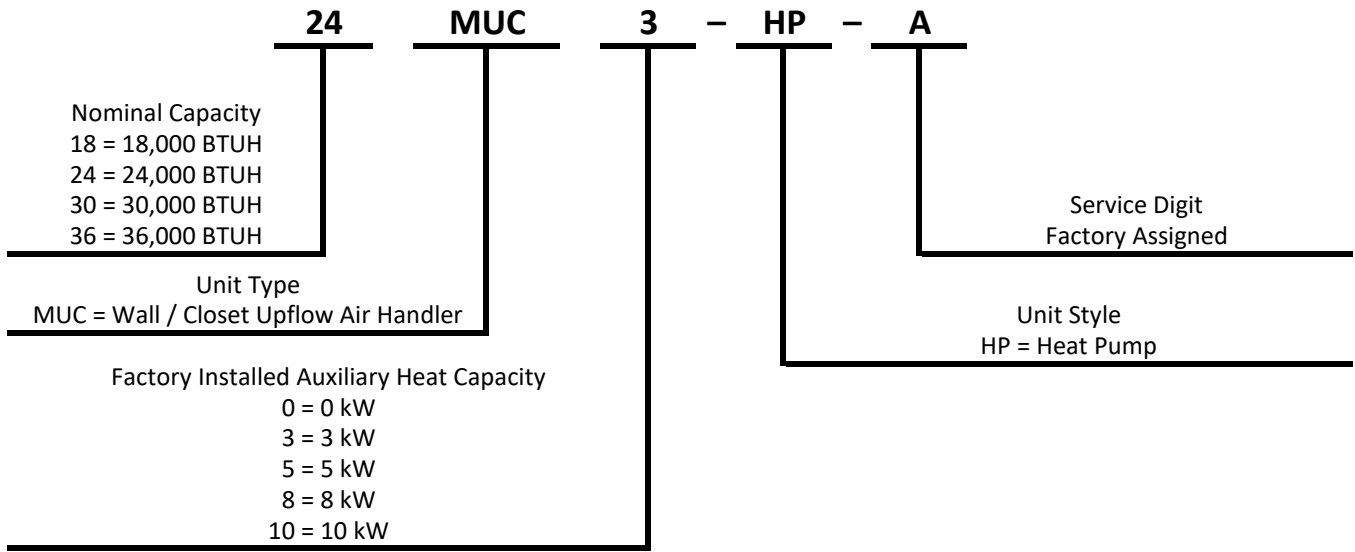 24 MUC 3 – HP – A
Nominal Capacity
18 = 18,000 BTUH
24 = 24,000 BTUH
30 = 30,000 BTUH
36 = 36,000 BTUH
Service Digit
Factory Assigned
Unit Type
MUC = Wall / Closet Upflow Air Handler
Unit Style
HP = Heat Pump
Factory Installed Auxiliary Heat Capacity
0 = 0 kW
3 = 3 kW
5 = 5 kW
8 = 8 kW
10 = 10 kW